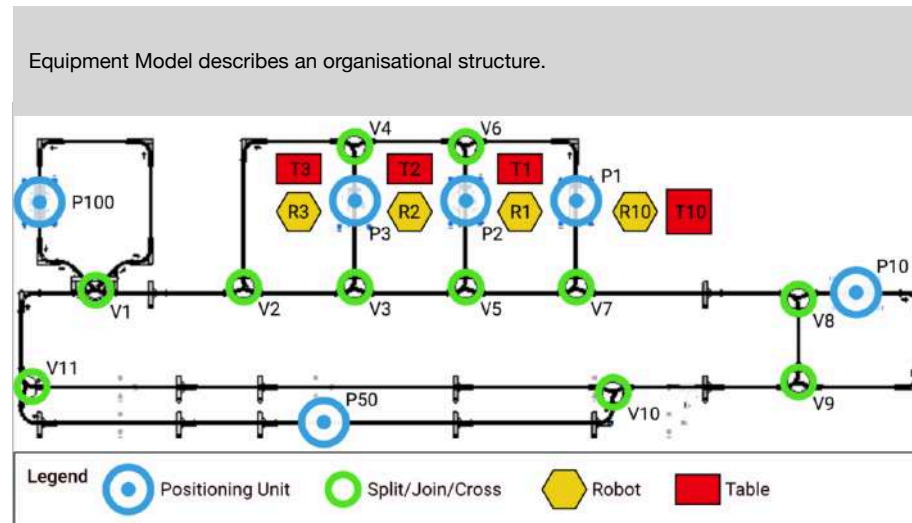 Equipment Model describes an organisational structure.
V4 V6
T3 T2 T1 P1
P100 R3 R2 R1 R10 T10
P3 P2
P10
V1 V2 V3 V5 V7 V8
V11
P50
V10 V9
Legend Positioning Unit Split/Join/Cross Robot Table